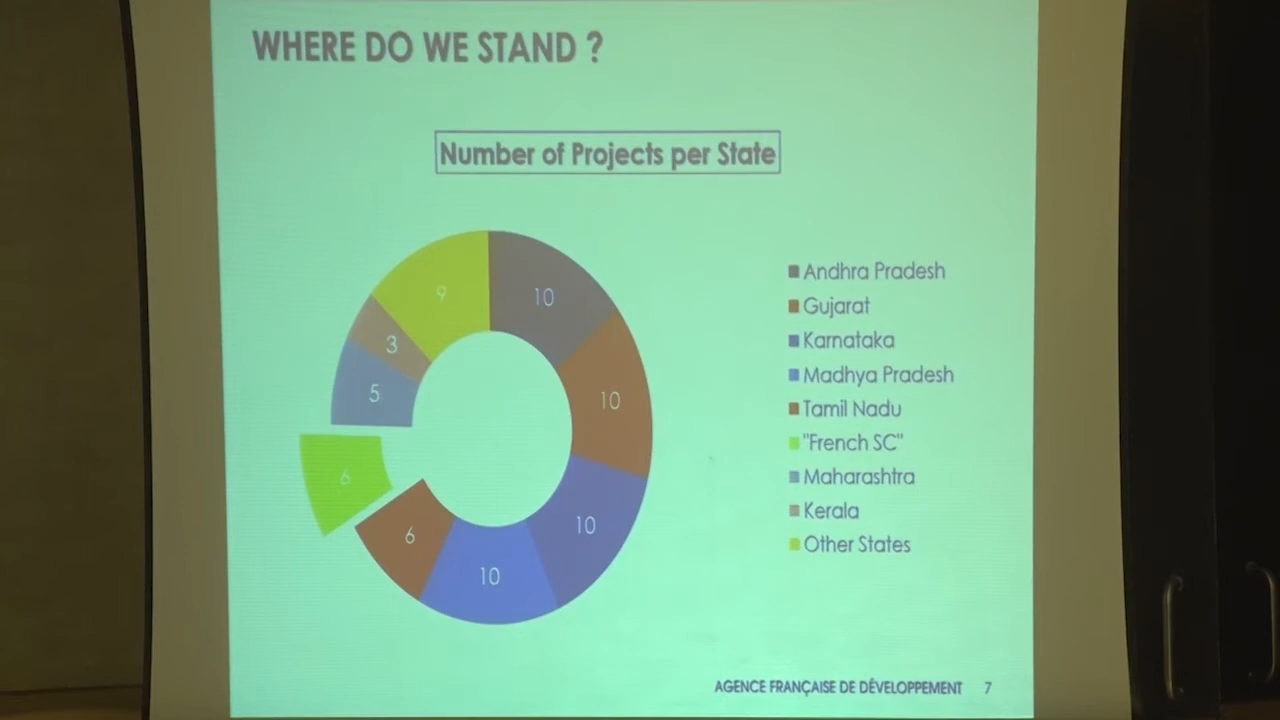 WHERE DO WE STAND ?
Number of Projects per State
10
10
10
10
6
6
5
3
9
Andhra Pradesh
Gujarat
Karnataka
Madhya Pradesh
Tamil Nadu
"French SC"
Maharashtra
Kerala
Other States
AGENCE FRANÇAISE DE DÉVELOPPEMENT 7